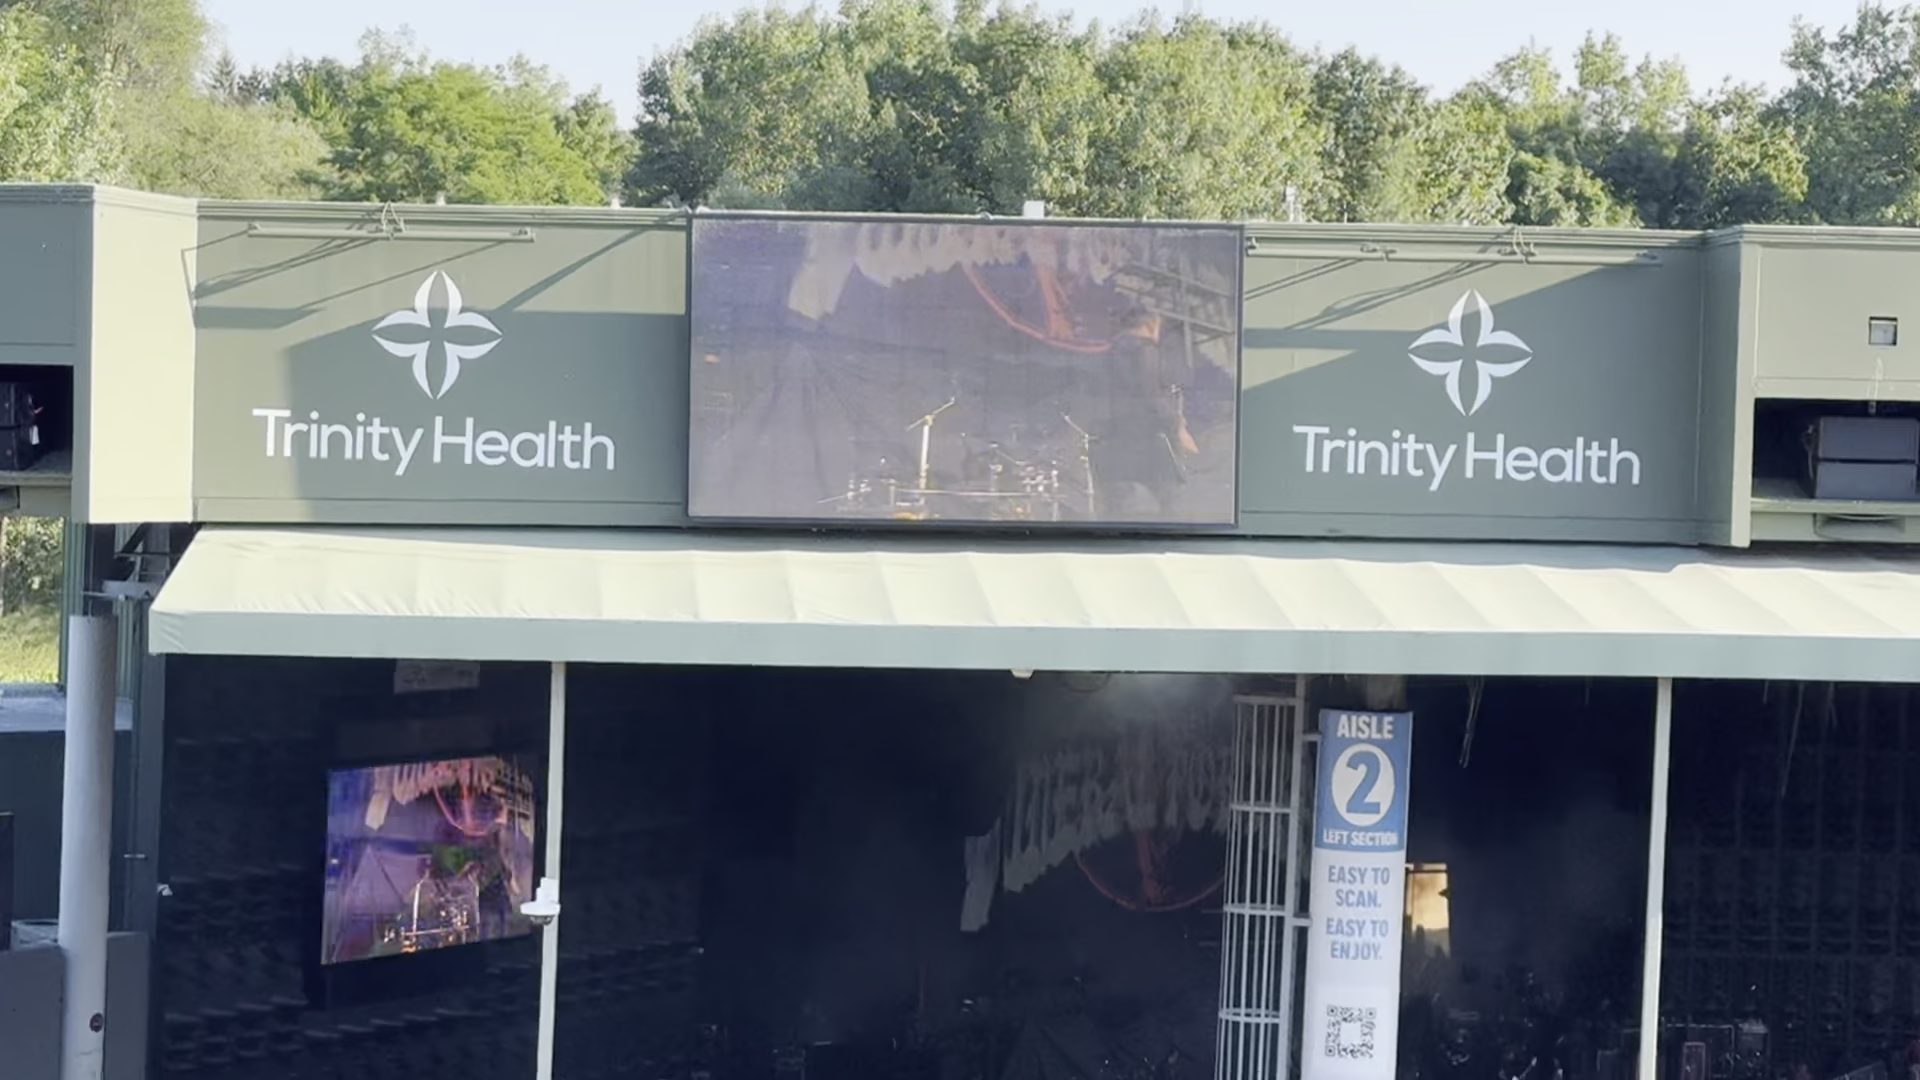 Trinity Health
Trinity Health
AISLE
2
LEFT SECTION
EASY TO
SCAN.
EASY TO
ENJOY.